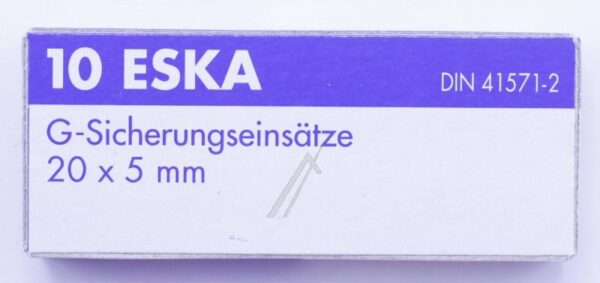 10 ESKA
DIN 41571-2
G-Sicherungseinsätze
20 x 5 mm